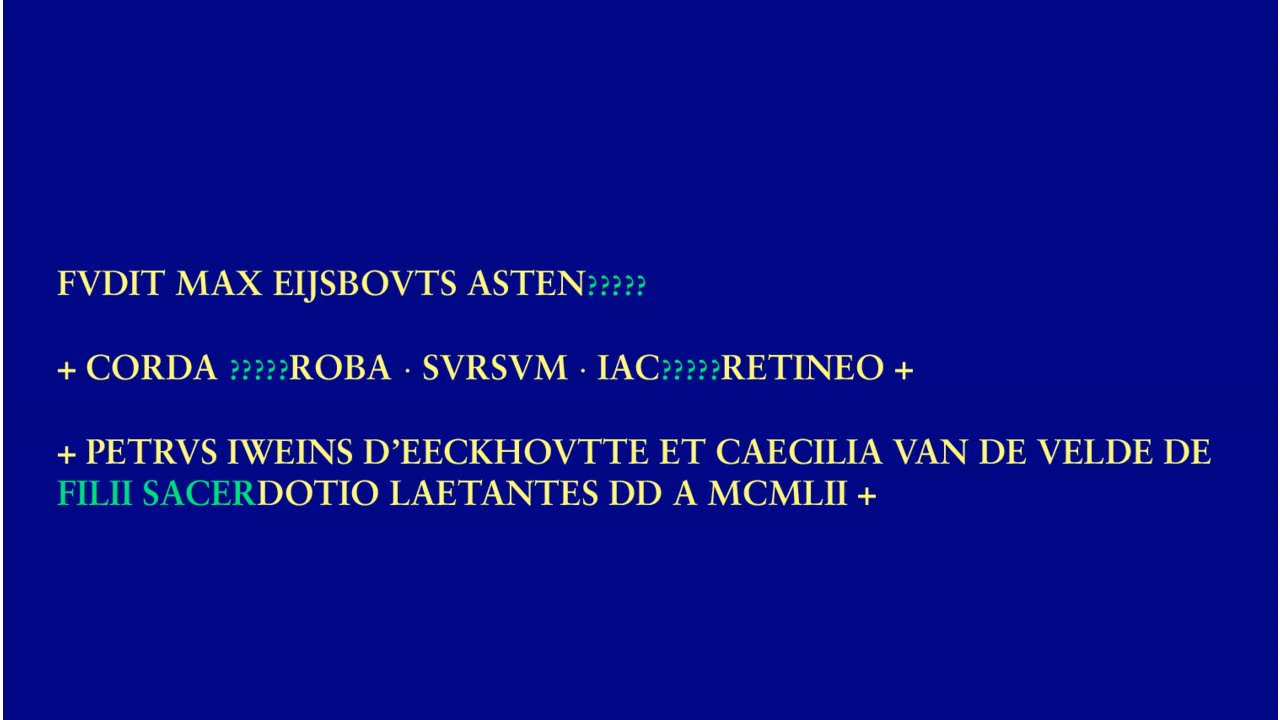 FVDIT MAX EIJSBOVTS ASTEN?????
+ CORDA ?????ROBA · SVRSVM · IAC?????RETINEO +
+ PETRVS IWEINS D’EECKHOVTTE ET CAECILIA VAN DE VELDE DE
FILII SACERDOTIO LAETANTES DD A MCMLII +